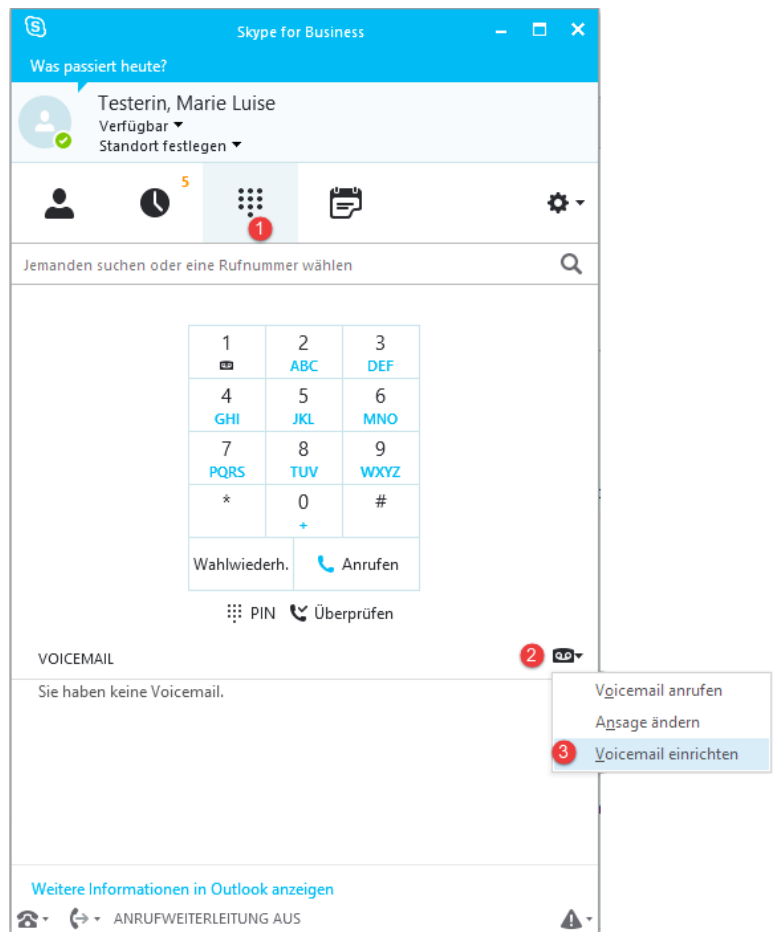 Skype for Business
Was passiert heute?
Testerin, Marie Luise
Verfügbar
Standort festlegen
5
1
Jemanden suchen oder eine Rufnummer wählen
1 2 3
ABC DEF
4 5 6
GHI JKL MNO
7 8 9
PQRS TUV WXYZ
* 0 #
+
Wahlwiederh. Anrufen
PIN Überprüfen
VOICEMAIL 2
Sie haben keine Voicemail.
Voicemail anrufen
Ansage ändern
3 Voicemail einrichten
Weitere Informationen in Outlook anzeigen
ANRUFWEITERLEITUNG AUS